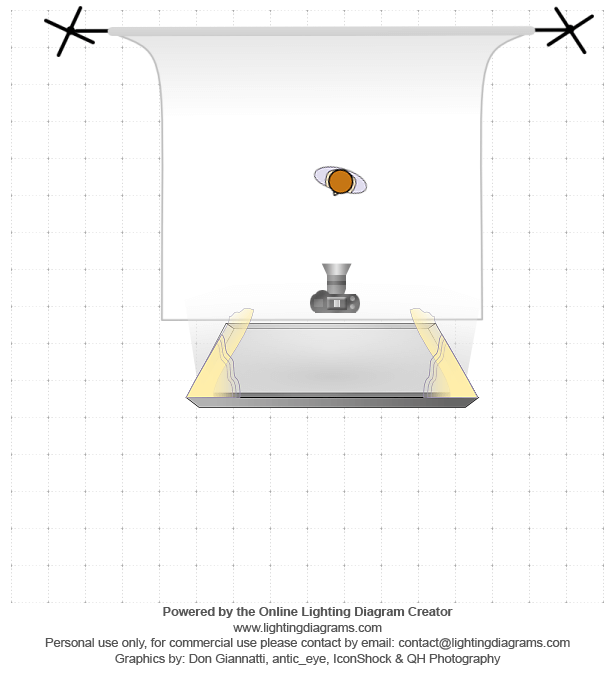 Powered by the Online Lighting Diagram Creator
www.lightingdiagrams.com
Personal use only, for commercial use please contact by email: contact@lightingdiagrams.com
Graphics by: Don Giannatti, antic_eye, IconShock & QH Photography